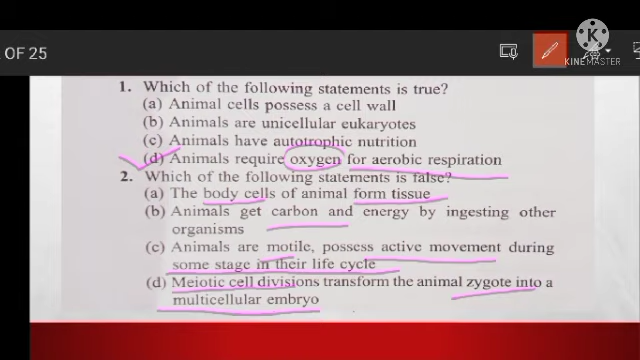 OF 25
KINEMASTER
1. Which of the following statements is true?
(a) Animal cells possess a cell wall
(b) Animals are unicellular eukaryotes
(c) Animals have autotrophic nutrition
(d) Animals require oxygen for aerobic respiration
2. Which of the following statements is false?
(a) The body cells of animal form tissue
(b) Animals get carbon and energy by ingesting other
organisms
(c) Animals are motile, possess active movement during
some stage in their life cycle
(d) Meiotic cell divisions transform the animal zygote into a
multicellular embryo